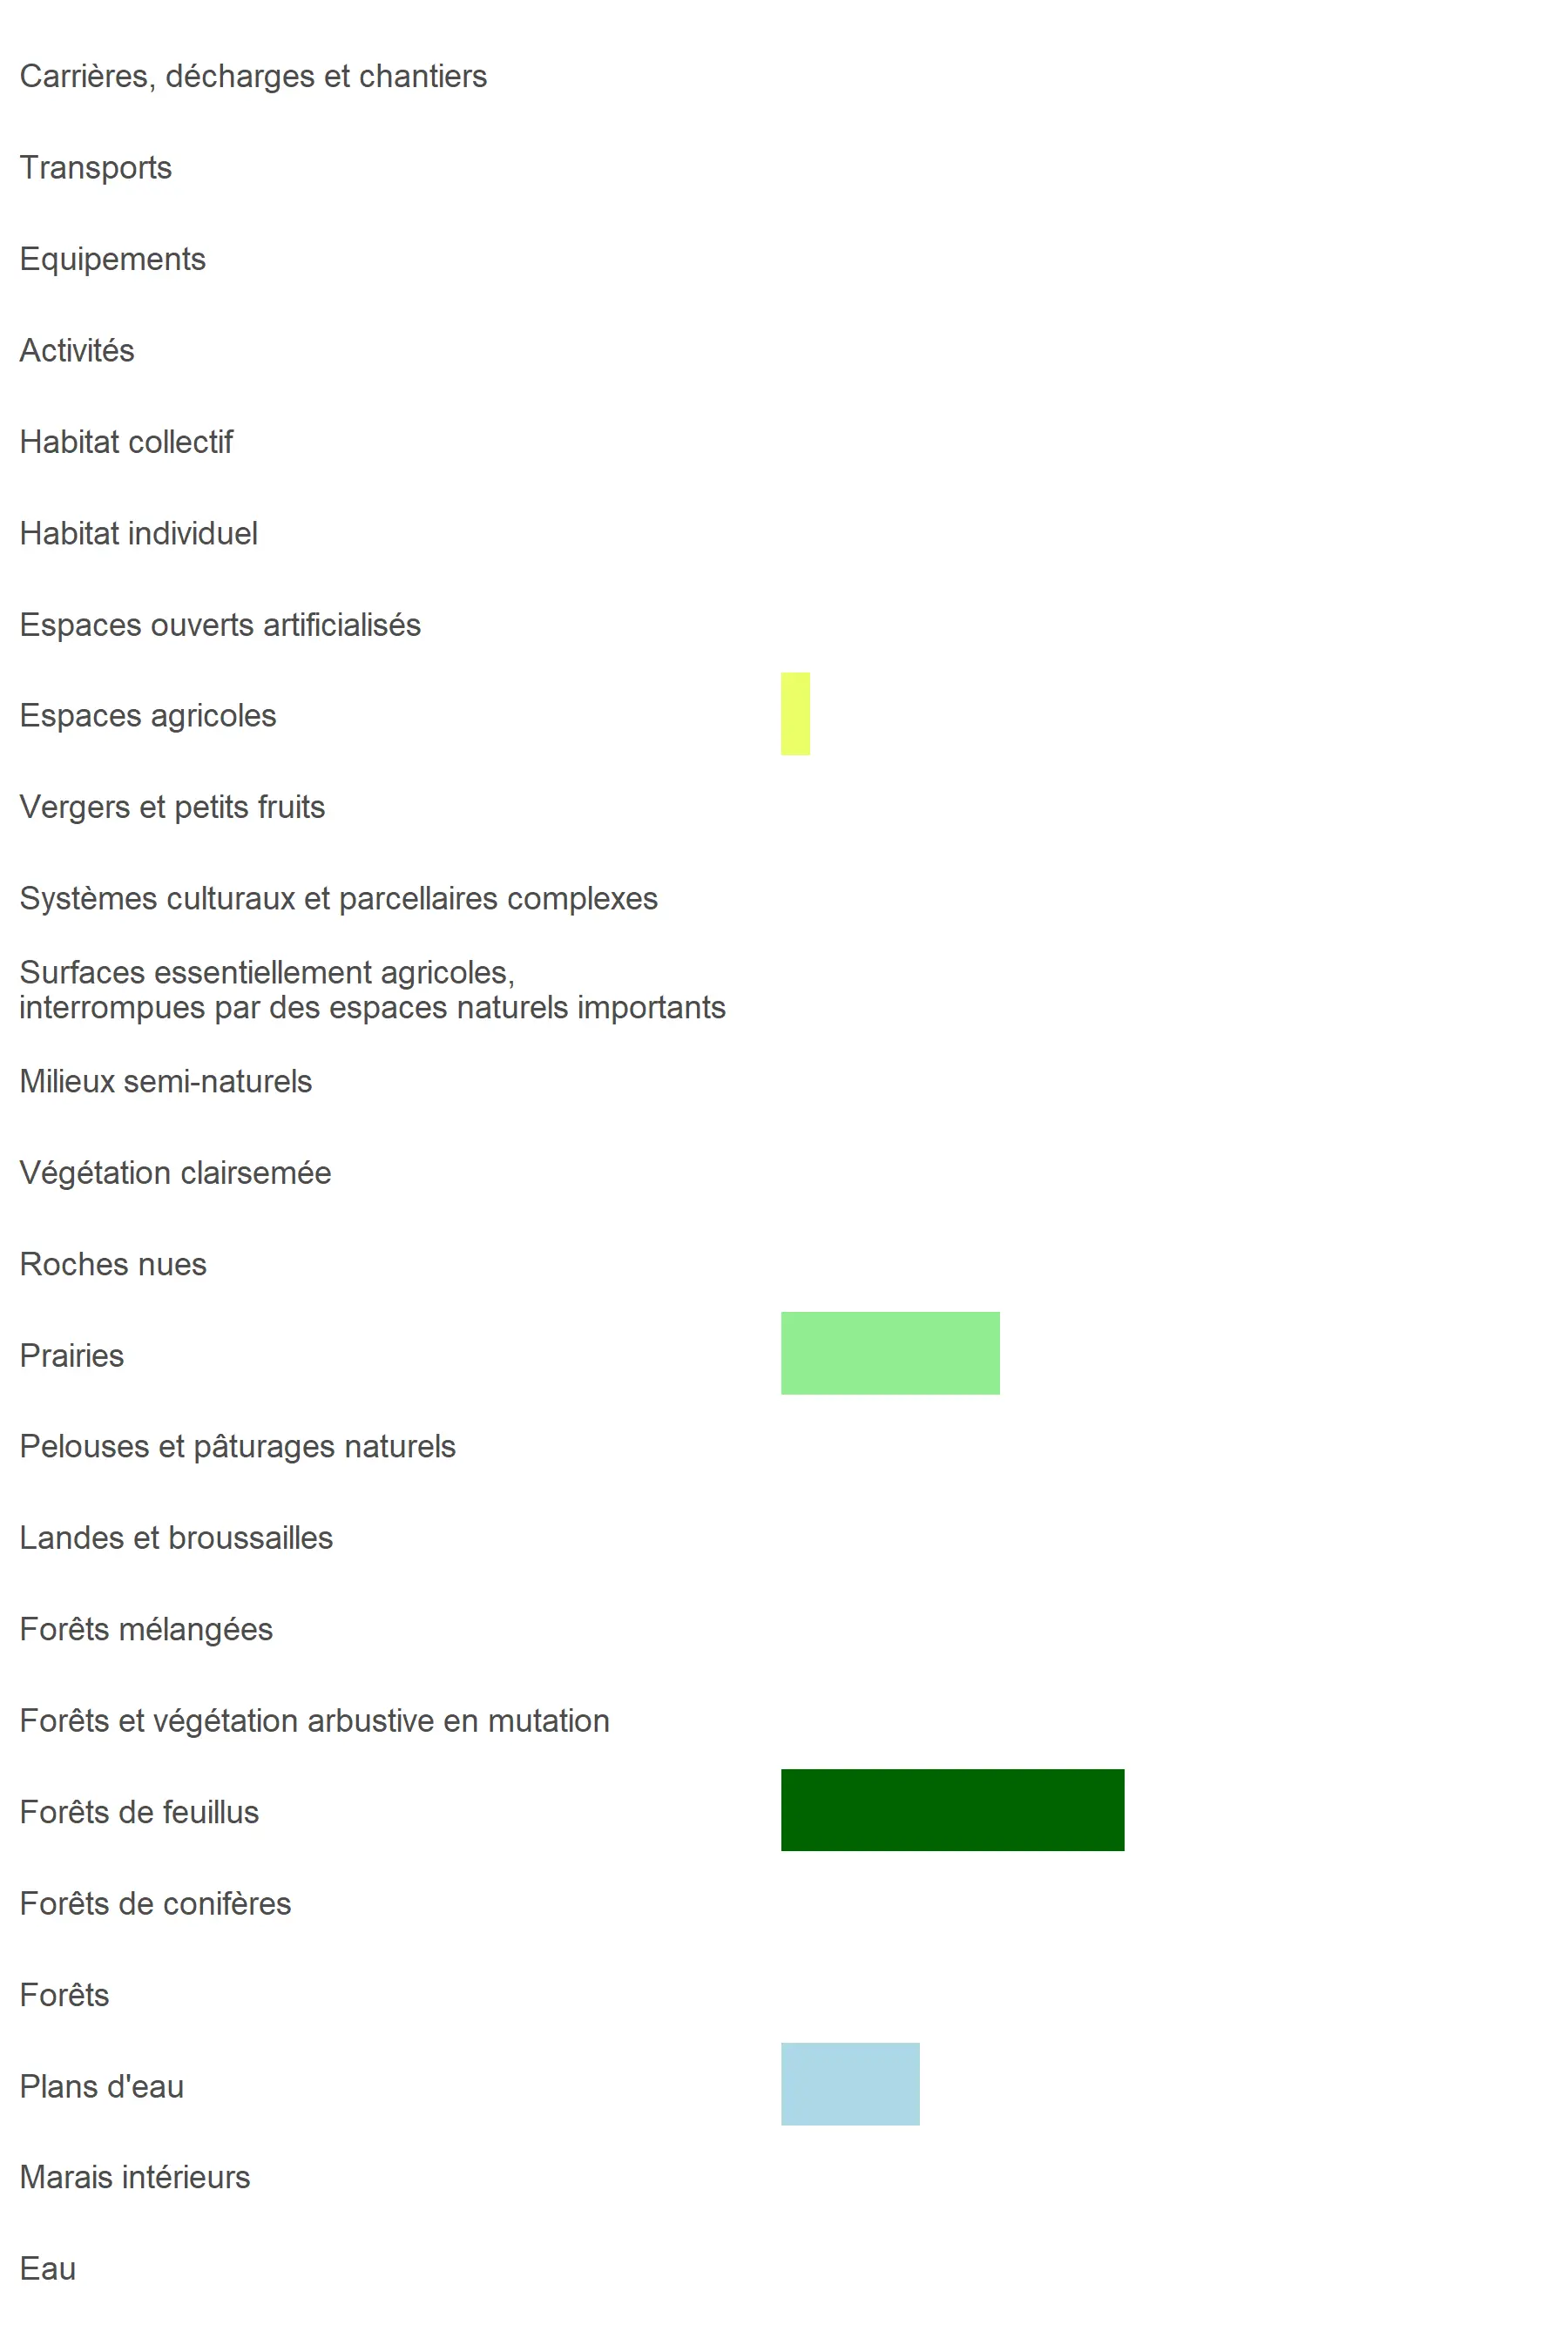 Carrières, décharges et chantiers
Transports
Equipements
Activités
Habitat collectif
Habitat individuel
Espaces ouverts artificialisés
Espaces agricoles
Vergers et petits fruits
Systèmes culturaux et parcellaires complexes
Surfaces essentiellement agricoles,
interrompues par des espaces naturels importants
Milieux semi-naturels
Végétation clairsemée
Roches nues
Prairies
Pelouses et pâturages naturels
Landes et broussailles
Forêts mélangées
Forêts et végétation arbustive en mutation
Forêts de feuillus
Forêts de conifères
Forêts
Plans d'eau
Marais intérieurs
Eau